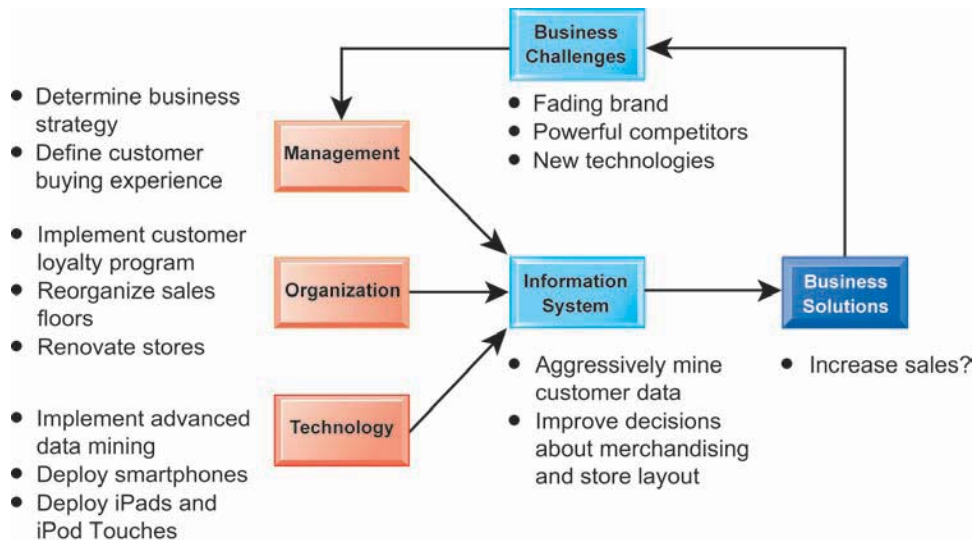 Business
Challenges
• Fading brand
• Powerful competitors
• New technologies
• Determine business
strategy
• Define customer
buying experience
Management
• Implement customer
loyalty program
• Reorganize sales
floors
• Renovate stores
Organization
Information
System
Business
Solutions
• Aggressively mine
customer data
• Improve decisions
about merchandising
and store layout
• Increase sales?
• Implement advanced
data mining
• Deploy smartphones
• Deploy iPads and
iPod Touches
Technology